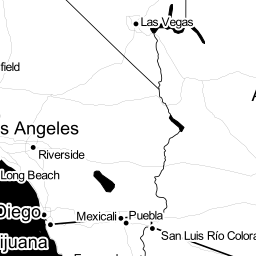 Las Vegas
field
A
s Angeles
Riverside
Long Beach
Diego
Mexicali
Puebla
San Luis Río Colora
ijuana